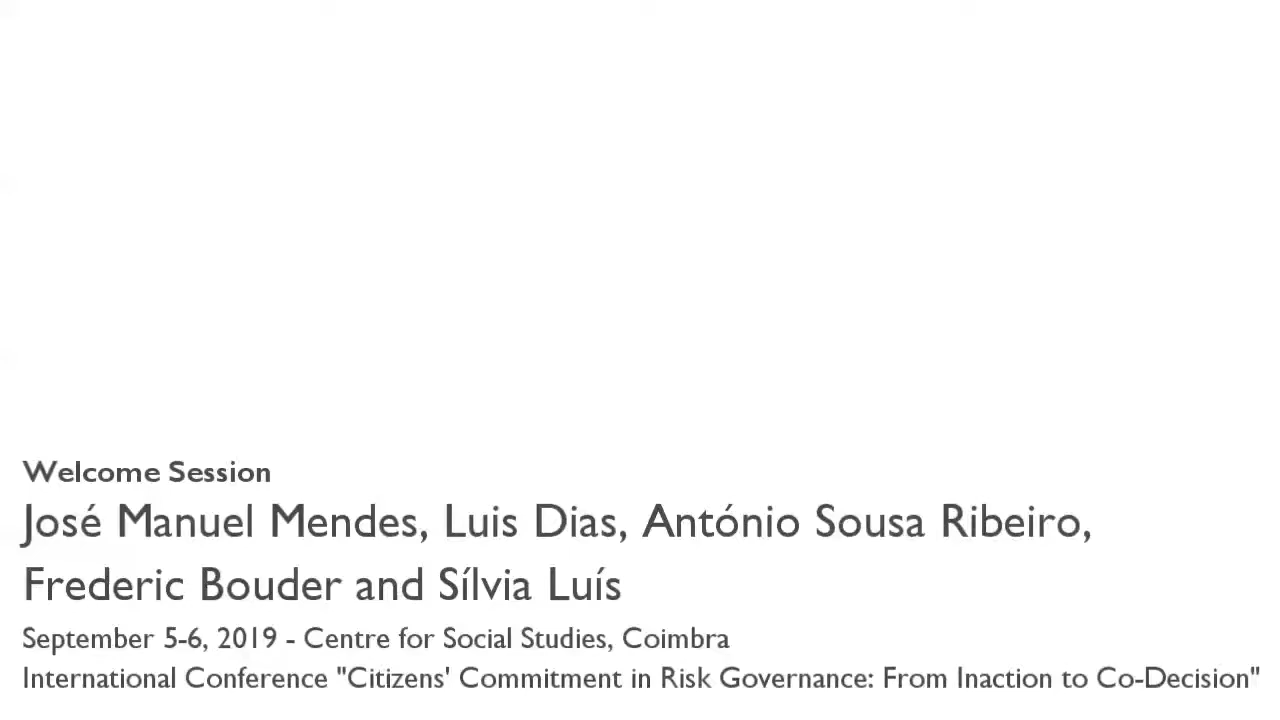 Welcome Session
José Manuel Mendes, Luis Dias, António Sousa Ribeiro,
Frederic Bouder and Sílvia Luís
September 5-6, 2019 - Centre for Social Studies, Coimbra
International Conference "Citizens' Commitment in Risk Governance: From Inaction to Co-Decision"